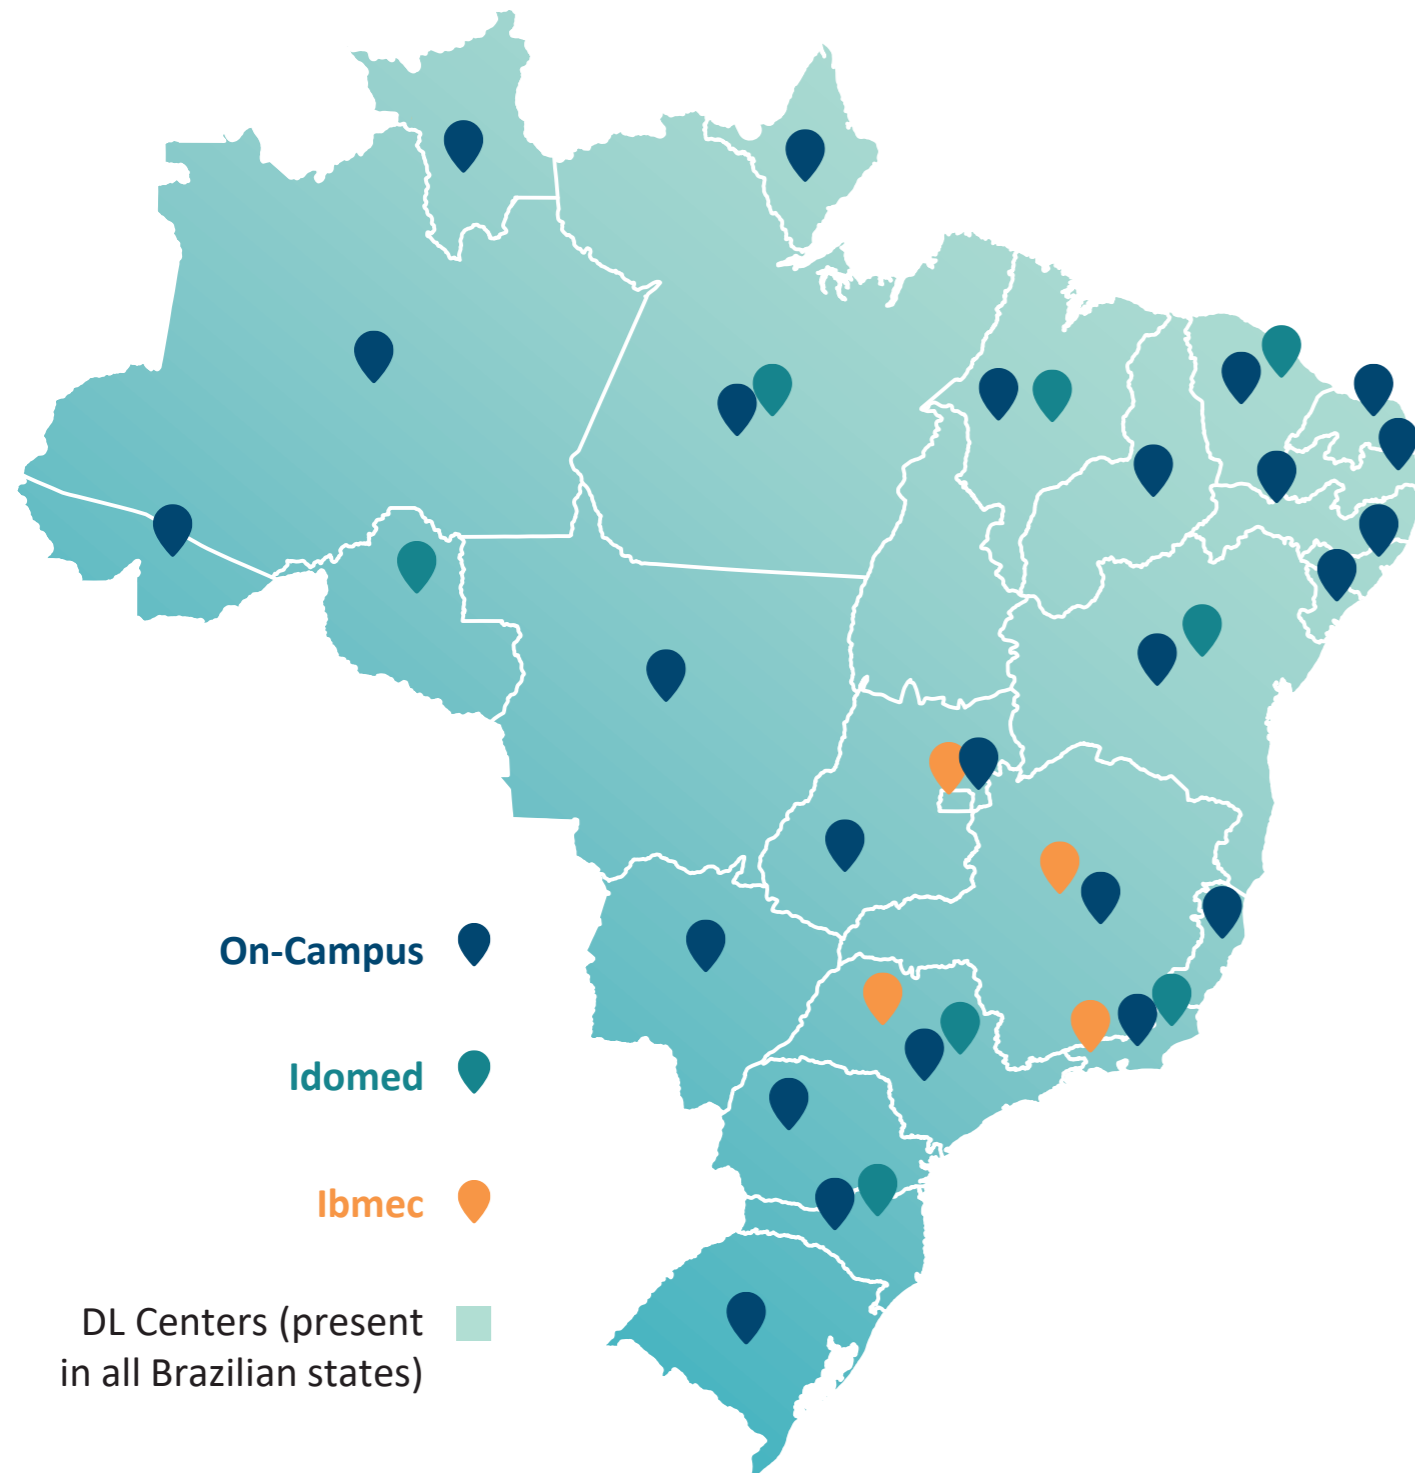 On-Campus
Idomed
Ibmec
DL Centers (present
in all Brazilian states)